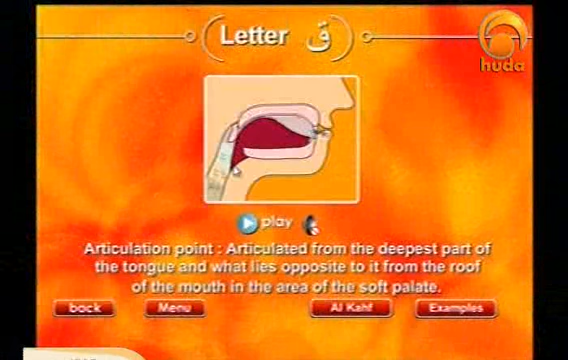 Letter ق
huda
play
Articulation point : Articulated from the deepest part of
the tongue and what lies opposite to it from the roof
of the mouth in the area of the soft palate.
back
Menu
Al Kahf
Examples